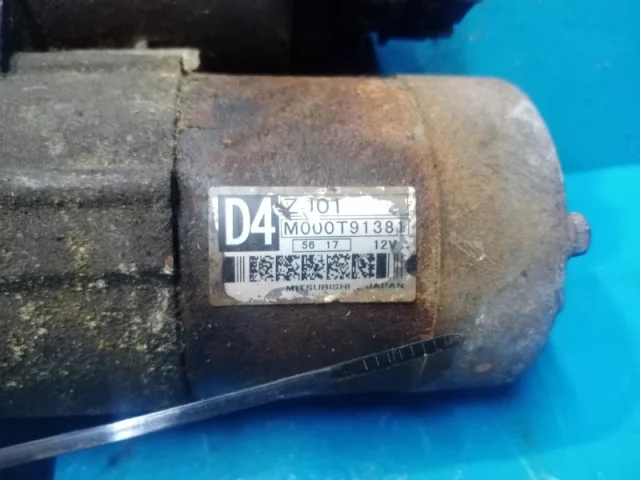 D4
M000T91381
56 17 12V
MITSUBISHI JAPAN